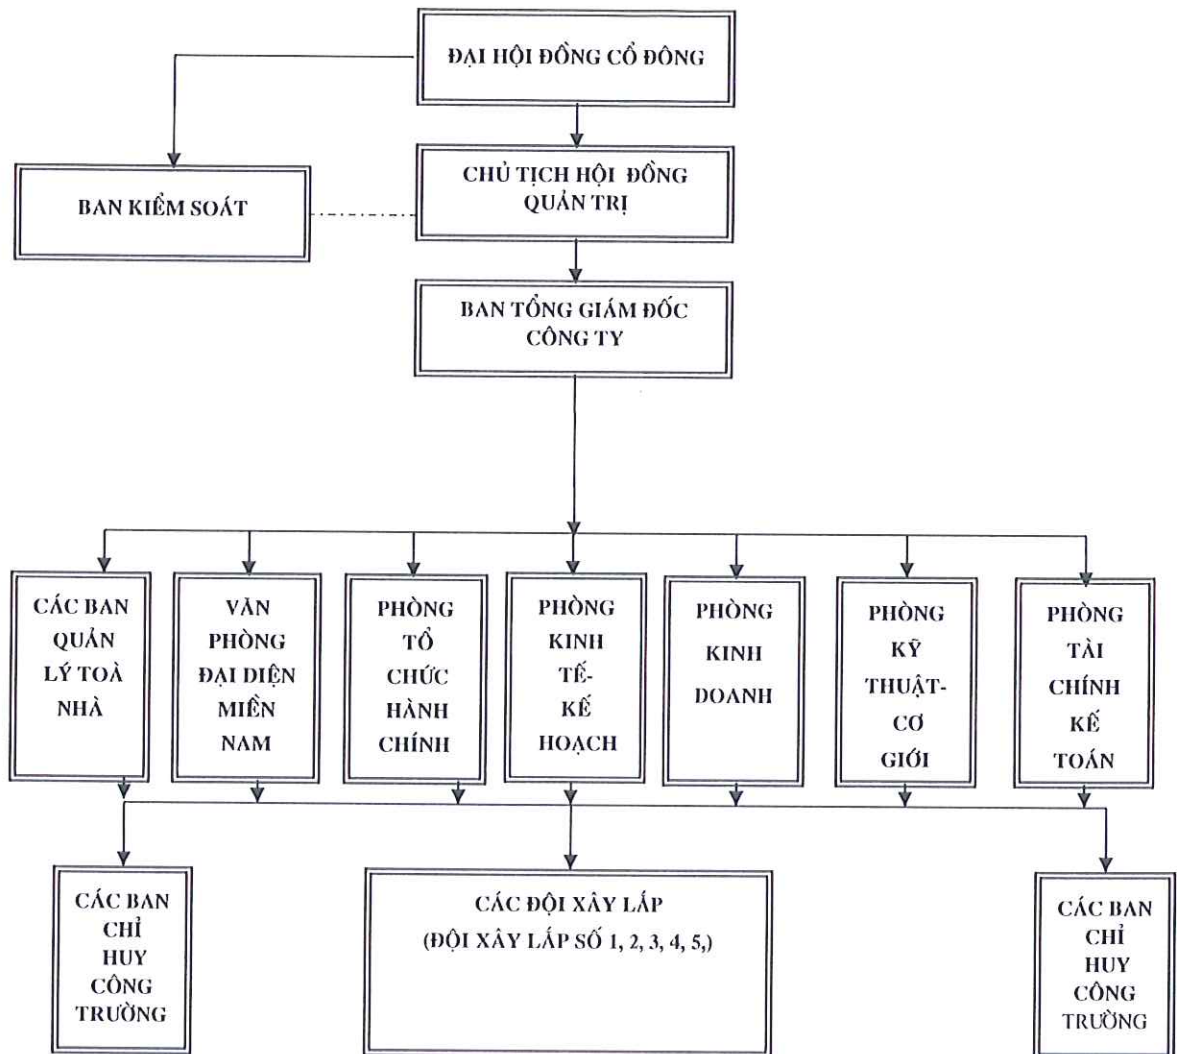 ĐẠI HỘI ĐỒNG CỔ ĐÔNG
BAN KIỂM SOÁT
CHỦ TỊCH HỘI ĐỒNG
QUẢN TRỊ
BAN TỔNG GIÁM ĐỐC
CÔNG TY
CÁC BAN
QUẢN
LÝ TOÀ
NHÀ
VĂN
PHÒNG
ĐẠI DIỆN
MIỀN
NAM
PHÒNG
TỔ
CHỨC
HÀNH
CHÍNH
PHÒNG
KINH
TẾ-
KẾ
HOẠCH
PHÒNG
KINH
DOANH
PHÒNG
KỸ
THUẬT-
CƠ
GIỚI
PHÒNG
TÀI
CHÍNH
KẾ
TOÁN
CÁC BAN
CHỈ
HUY
CÔNG
TRƯỜNG
CÁC ĐỘI XÂY LẮP
(ĐỘI XÂY LẮP SỐ 1, 2, 3, 4, 5,)
CÁC BAN
CHỈ
HUY
CÔNG
TRƯỜNG